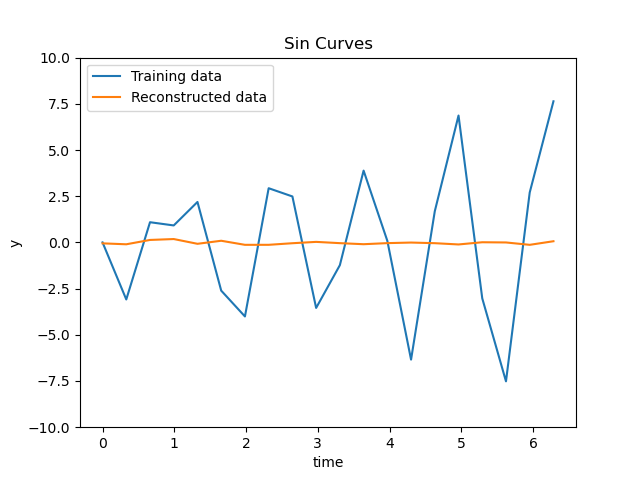 Sin Curves
Training data
Reconstructed data
10.0
7.5
5.0
2.5
0.0
−2.5
−5.0
−7.5
−10.0
y
0 1 2 3 4 5 6
time